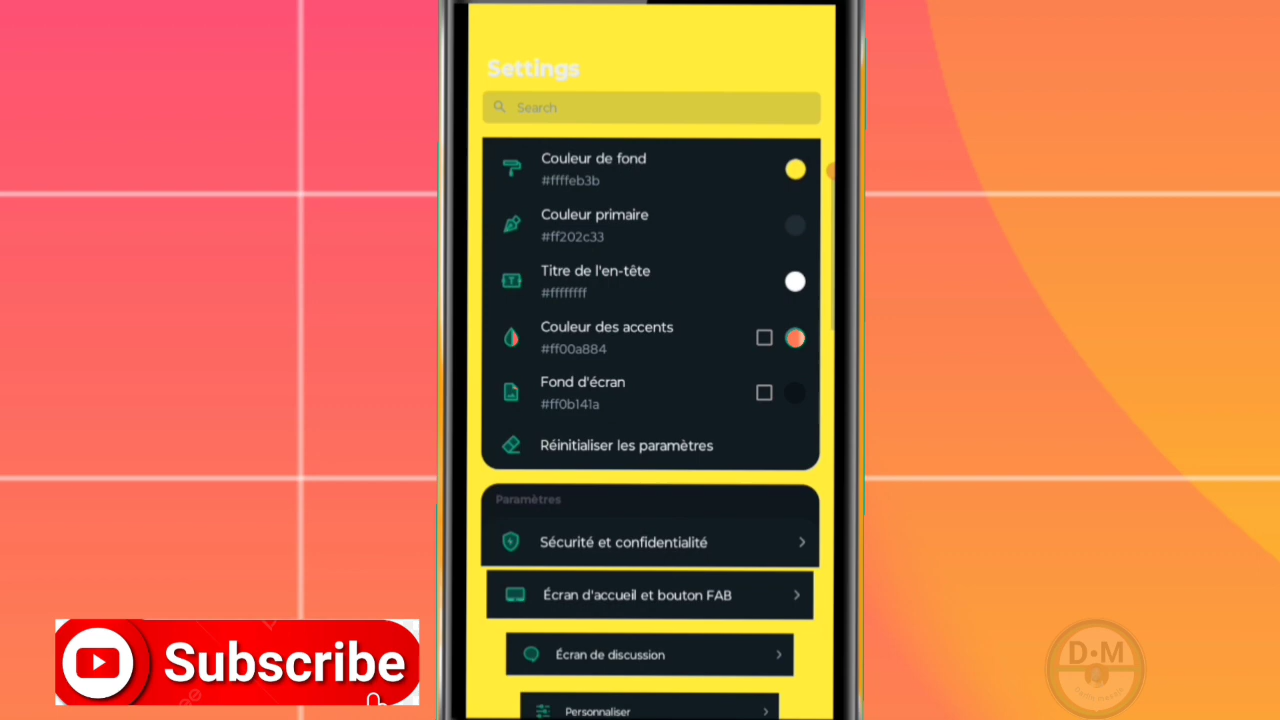 Settings
Search
Couleur de fond
#ffffeb3b
Couleur primaire
#ff202c33
Titre de l'en-tête
#ffffffff
Couleur des accents
#ff00a884
Fond d'écran
#ff0b141a
Réinitialiser les paramètres
Paramètres
Sécurité et confidentialité
Écran d'accueil et bouton FAB
Écran de discussion
Personnaliser
Subscribe
D•M